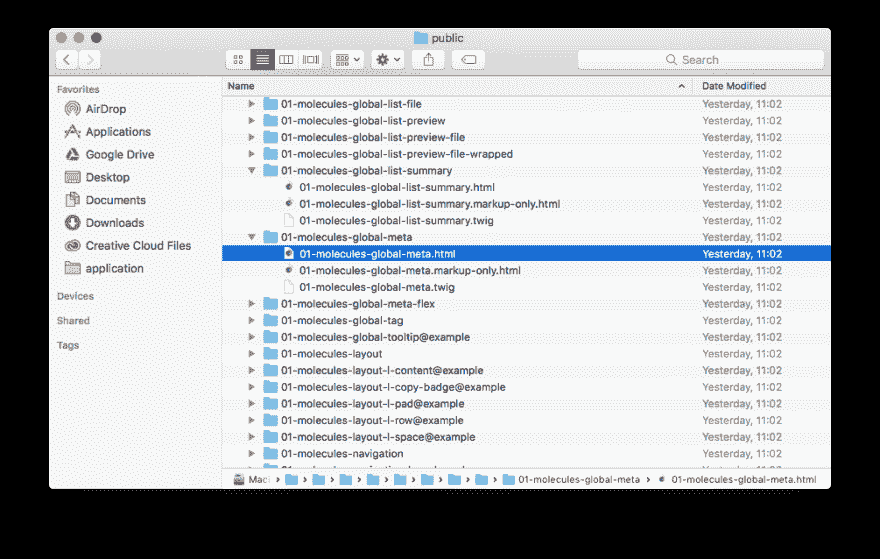 public
Search
Favorites
AirDrop
Applications
Google Drive
Desktop
Documents
Downloads
Creative Cloud Files
application
Devices
Shared
Tags
Name Date Modified
01-molecules-global-list-file Yesterday, 11:02
01-molecules-global-list-preview Yesterday, 11:02
01-molecules-global-list-preview-file Yesterday, 11:02
01-molecules-global-list-preview-file-wrapped Yesterday, 11:02
01-molecules-global-list-summary Yesterday, 11:02
01-molecules-global-list-summary.html Yesterday, 11:02
01-molecules-global-list-summary.markup-only.html Yesterday, 11:02
01-molecules-global-list-summary.twig Yesterday, 11:02
01-molecules-global-meta Yesterday, 11:02
01-molecules-global-meta.html Yesterday, 11:02
01-molecules-global-meta.markup-only.html Yesterday, 11:02
01-molecules-global-meta.twig Yesterday, 11:02
01-molecules-global-meta-flex Yesterday, 11:02
01-molecules-global-tag Yesterday, 11:02
01-molecules-global-tooltip@example Yesterday, 11:02
01-molecules-layout Yesterday, 11:02
01-molecules-layout-l-content@example Yesterday, 11:02
01-molecules-layout-l-copy-badge@example Yesterday, 11:02
01-molecules-layout-l-pad@example Yesterday, 11:02
01-molecules-layout-l-row@example Yesterday, 11:02
01-molecules-layout-l-space@example Yesterday, 11:02
01-molecules-navigation Yesterday, 11:02
Mac 01-molecules-global-meta 01-molecules-global-meta.html